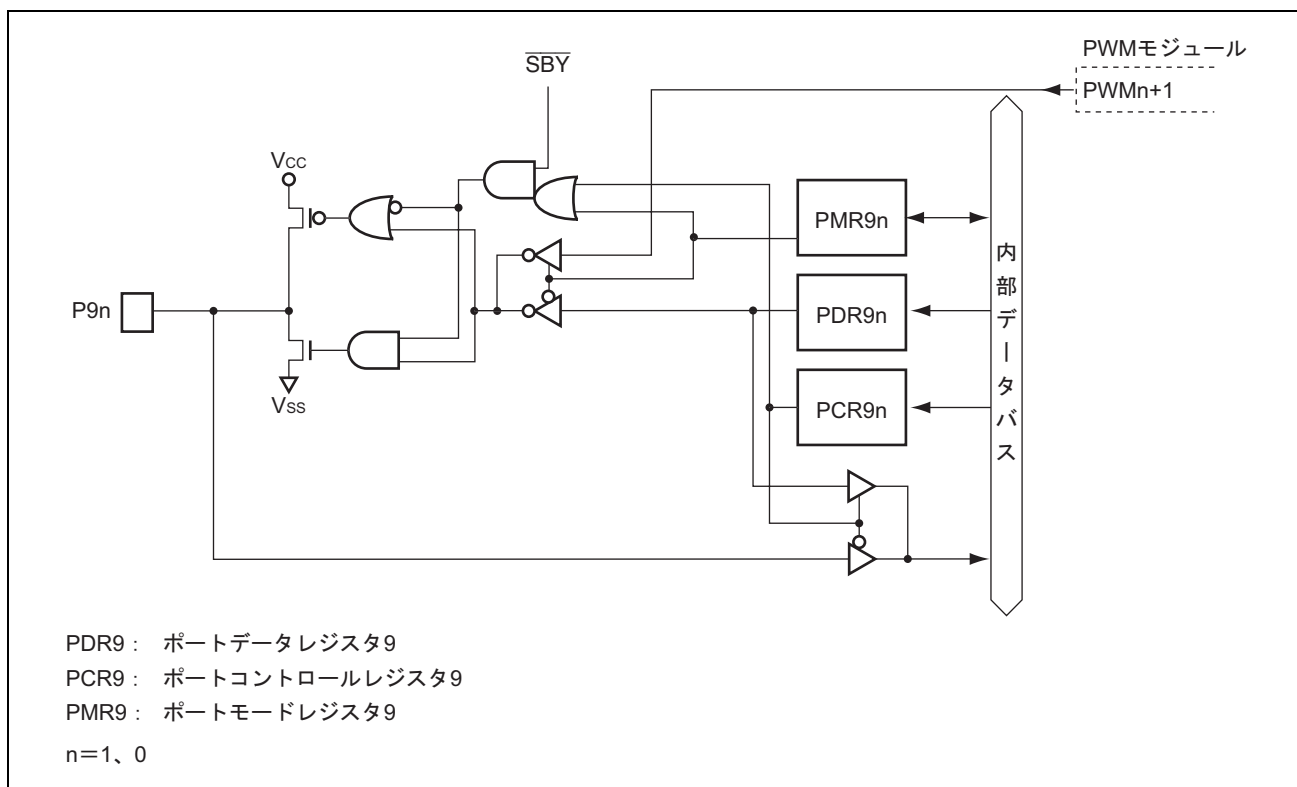 PWMモジュール
SBY
PWMn+1
VCC
PMR9n
内部データバス
P9n
PDR9n
VSS
PCR9n
PDR9： ポートデータレジスタ9
PCR9： ポートコントロールレジスタ9
PMR9： ポートモードレジスタ9
n＝1、0